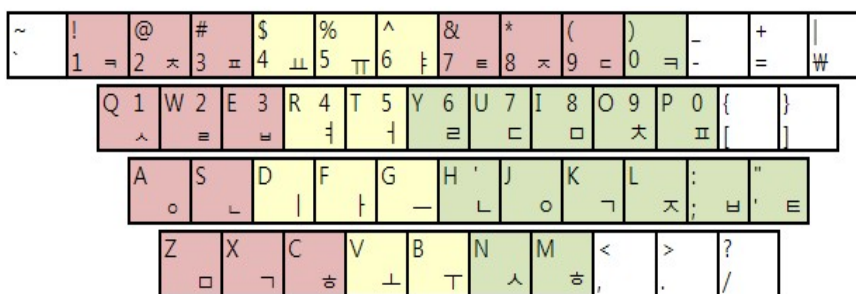 ~ ` ! 1 ㅋ @ 2 ㅈ # 3 ㅍ $ 4 ㅛ % 5 ㅠ ^ 6 ㅑ & 7 ㅌ * 8 ㅊ ( 9 ㄷ ) 0 ㅋ _ - + = | ₩
Q 1 ㅅ W 2 ㄹ E 3 ㅂ R 4 ㅕ T 5 ㅓ Y 6 ㄹ U 7 ㄷ I 8 ㅁ O 9 ㅊ P 0 ㅍ { [ } ]
A ㅇ S ㄴ D ㅣ F ㅏ G ㅡ H ' ㄴ J ㅇ K ㄱ L ㅈ : ; ㅂ " ' ㅌ
Z ㅁ X ㄱ C ㅎ V ㅗ B ㅜ N ㅅ M ㅎ < , > . ? /